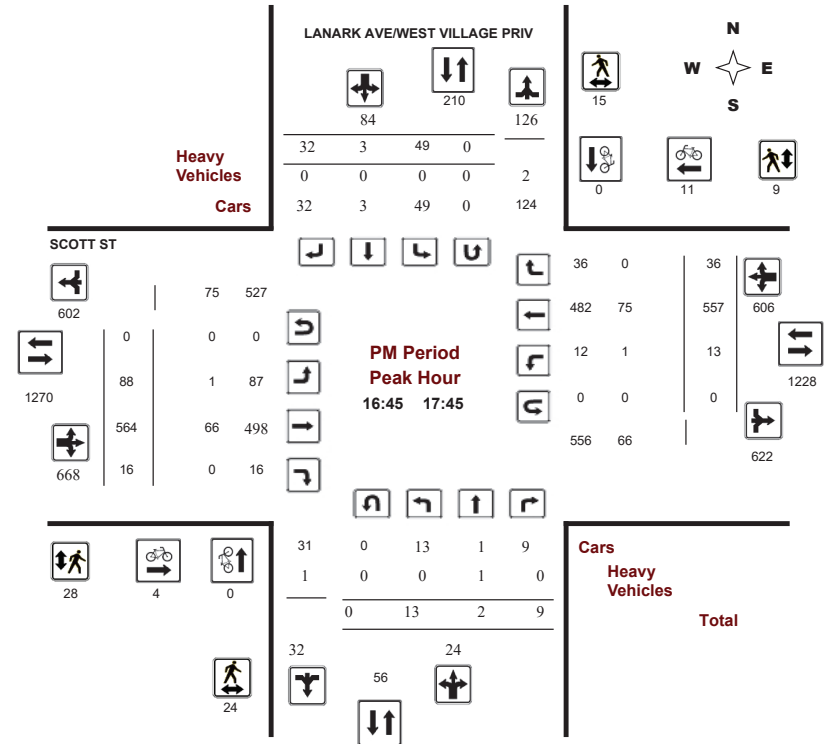 LANARK AVE/WEST VILLAGE PRIV
N
W E
S
210
15
84 126
32 3 49 0
Heavy
Vehicles
0 0 0 0 2
Cars
32 3 49 0 124
0 11 9
SCOTT ST
602
75 527
0 0 0
1270
88 1 87
564 66 498
668
16 0 16
PM Period
Peak Hour
16:45 17:45
36 0 36
482 75 557 606
12 1 13
1228
0 0 0
556 66
622
31 0 13 1 9
1 0 0 1 0
0 13 2 9
Cars
Heavy
Vehicles
Total
28 4 0
32 24
56
24